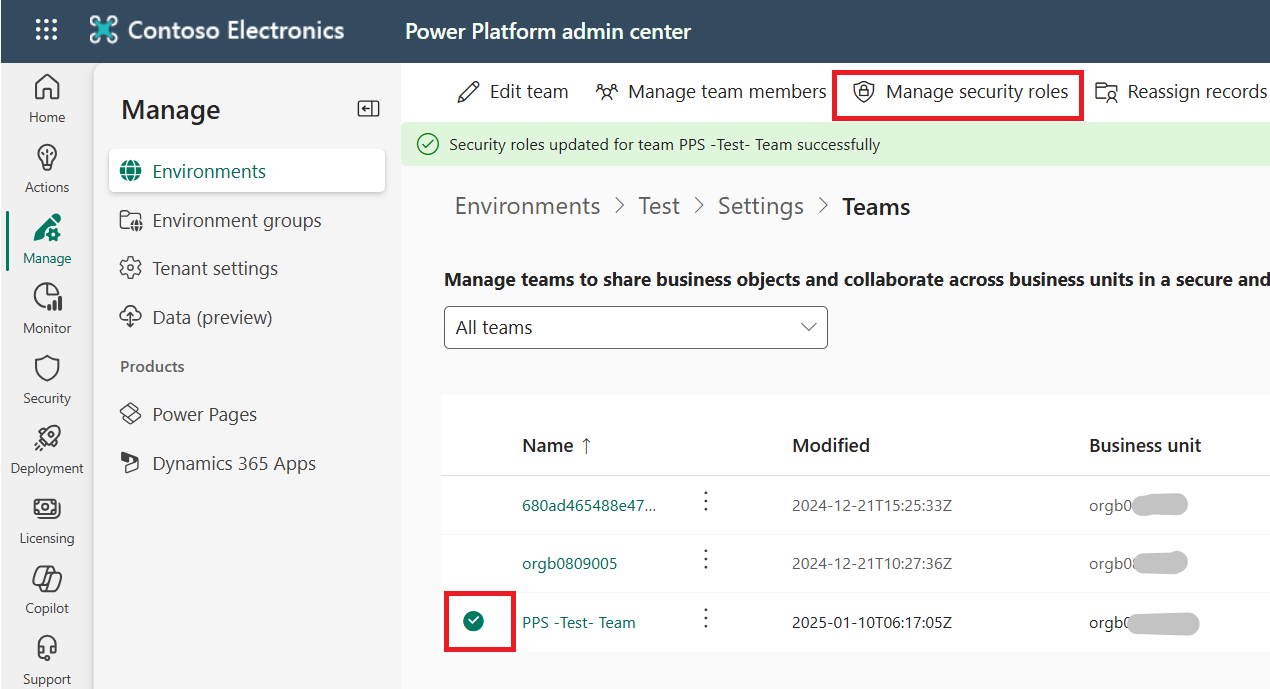 Contoso Electronics
Power Platform admin center
Home
Actions
Manage
Monitor
Security
Deployment
Licensing
Copilot
Support
Manage
Environments
Environment groups
Tenant settings
Data (preview)
Products
Power Pages
Dynamics 365 Apps
Edit team Manage team members Manage security roles Reassign records
Security roles updated for team PPS -Test- Team successfully
Environments > Test > Settings > Teams
Manage teams to share business objects and collaborate across business units in a secure and
All teams
Name ↑ Modified Business unit
680ad465488e47... 2024-12-21T15:25:33Z orgb0
orgb0809005 2024-12-21T10:27:36Z orgb0
PPS -Test- Team 2025-01-10T06:17:05Z orgb0